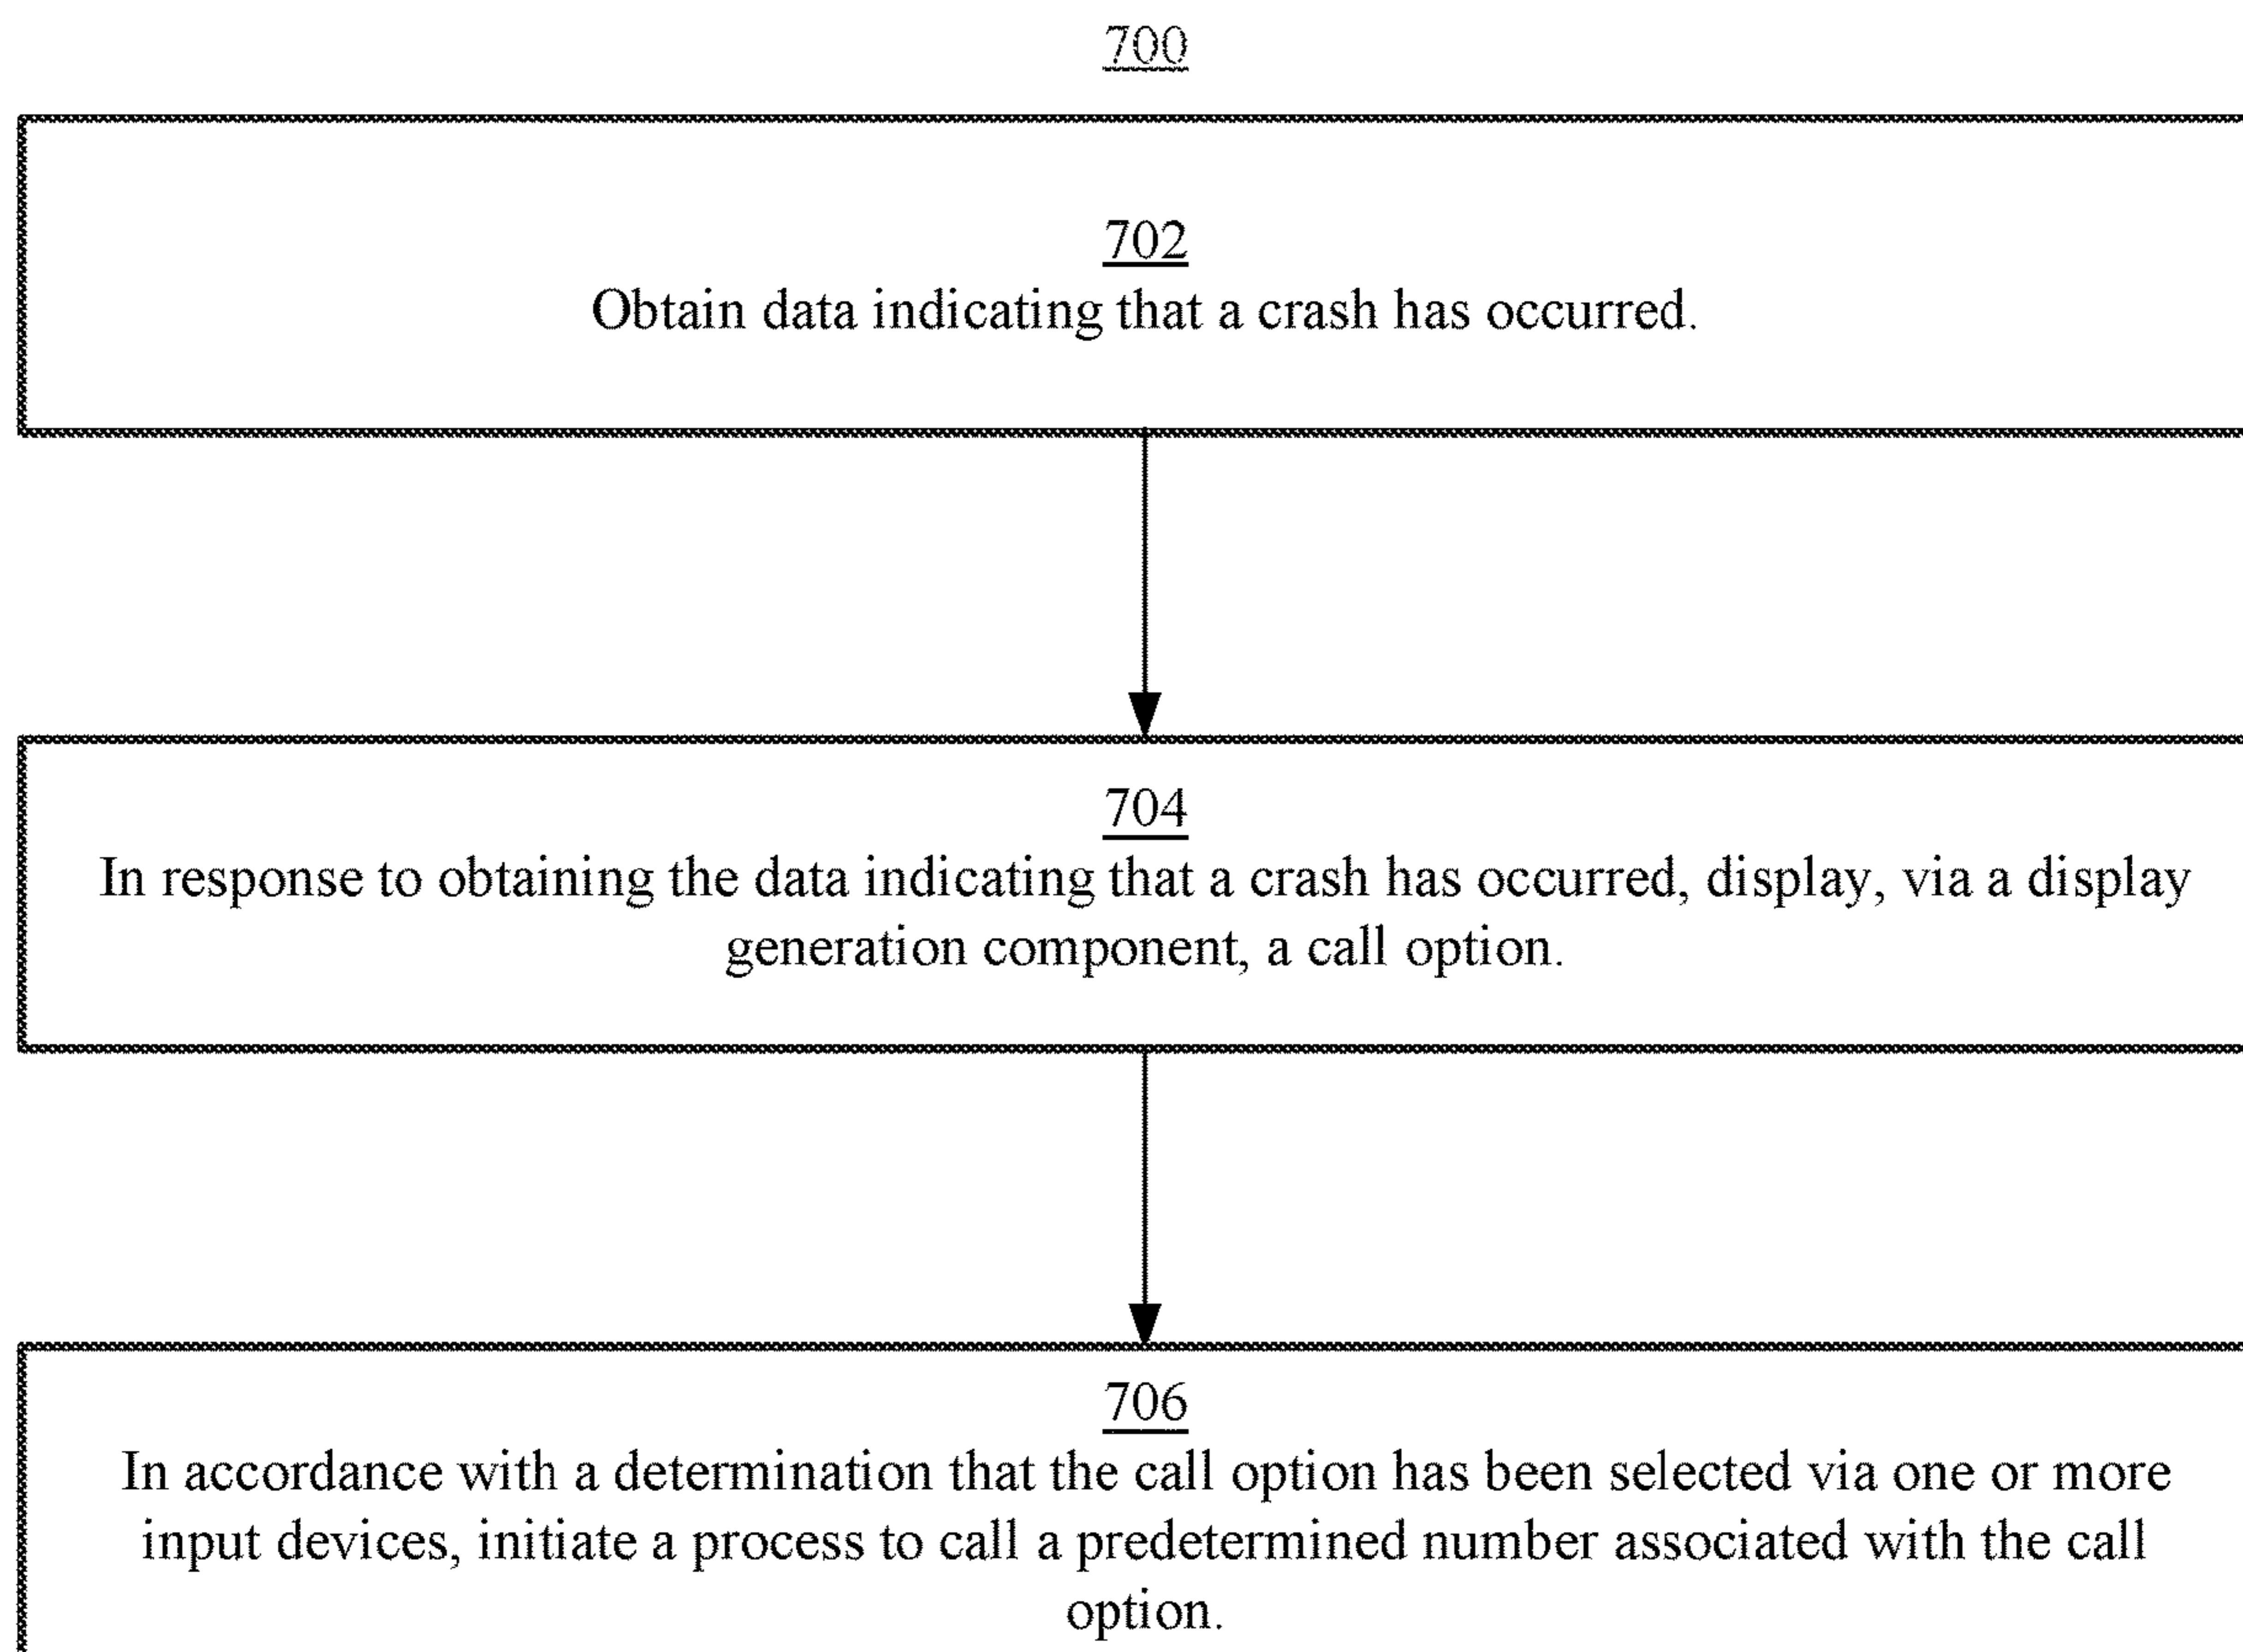 700
702
Obtain data indicating that a crash has occurred.
704
In response to obtaining the data indicating that a crash has occurred, display, via a display
generation component, a call option.
706
In accordance with a determination that the call option has been selected via one or more
input devices, initiate a process to call a predetermined number associated with the call
option.